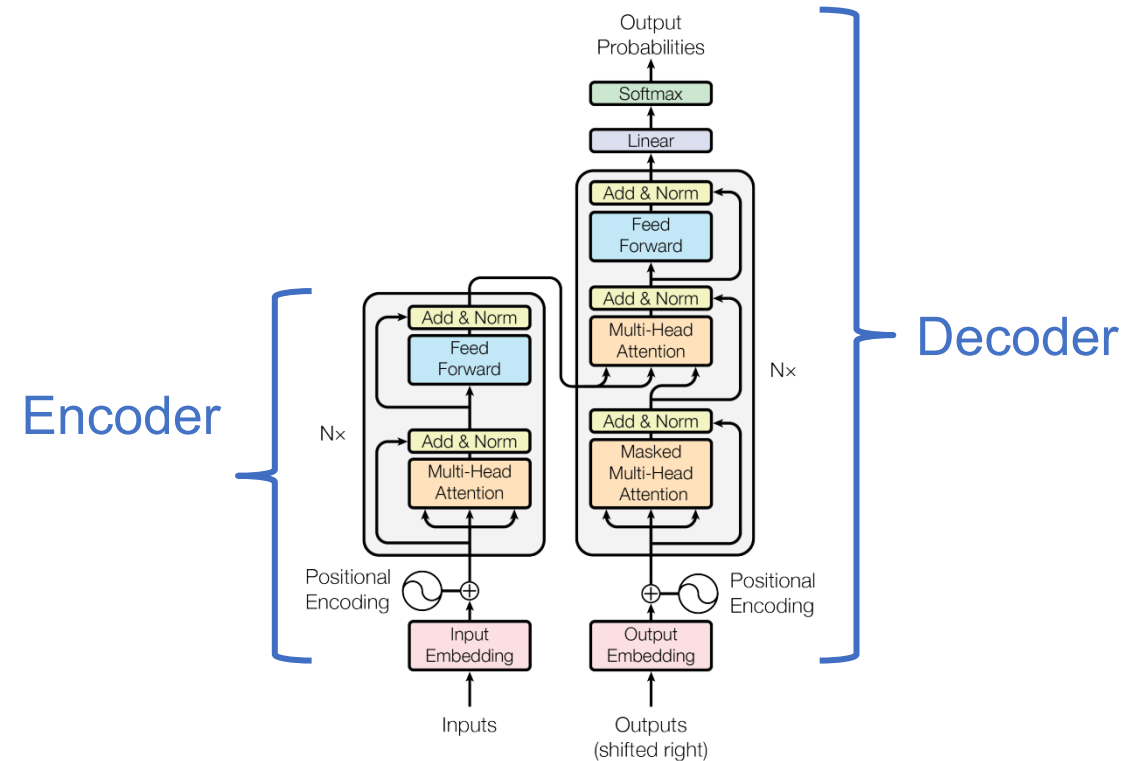 Output
Probabilities
Softmax
Linear
Add & Norm
Feed
Forward
Add & Norm
Multi-Head
Attention
N×
Add & Norm
Masked
Multi-Head
Attention
Decoder
Encoder
Add & Norm
Feed
Forward
N×
Add & Norm
Multi-Head
Attention
Positional
Encoding
Positional
Encoding
Input
Embedding
Output
Embedding
Inputs
Outputs
(shifted right)